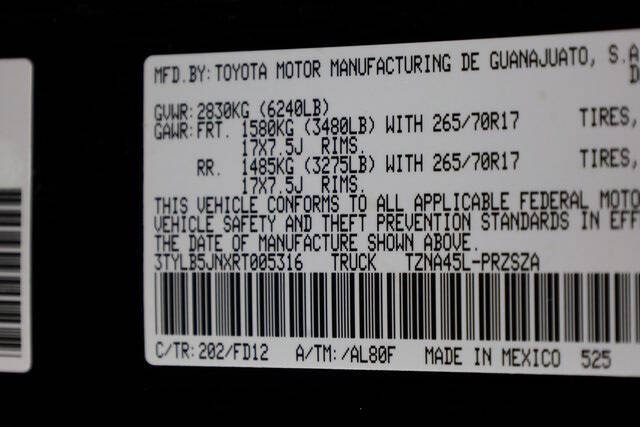 MFD.BY: TOYOTA MOTOR MANUFACTURING DE GUANAJUATO, S.A
GVWR: 2830KG (6240LB)
GAWR: FRT. 1580KG (3480LB) WITH 265/70R17 TIRES,
17X7.5J RIMS.
RR. 1485KG (3275LB) WITH 265/70R17 TIRES,
17X7.5J RIMS.
THIS VEHICLE CONFORMS TO ALL APPLICABLE FEDERAL MOTO
VEHICLE SAFETY AND THEFT PREVENTION STANDARDS IN EFF
THE DATE OF MANUFACTURE SHOWN ABOVE.
3TYLB5JNXRT005316 TRUCK TZNA45L-PRZSZA
C/TR: 202/FD12 A/TM: /AL80F MADE IN MEXICO 525